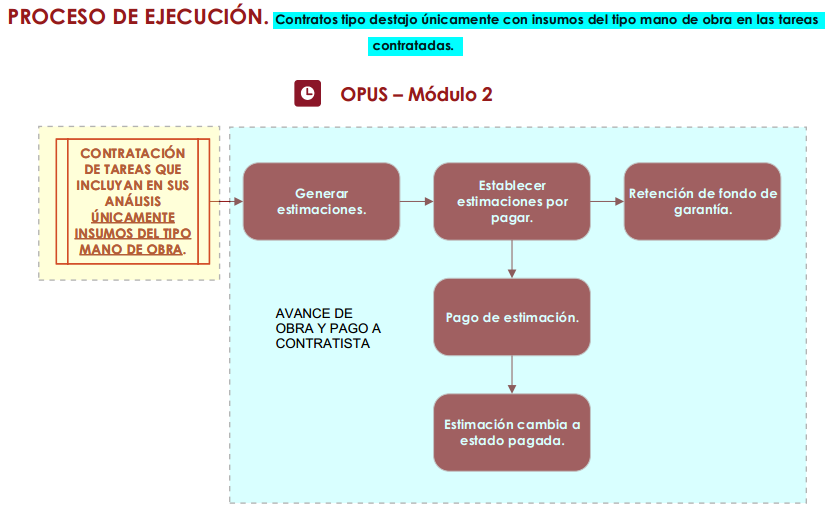 PROCESO DE EJECUCIÓN. Contratos tipo destajo únicamente con insumos del tipo mano de obra en las tareas
contratadas.
OPUS – Módulo 2
CONTRATACIÓN
DE TAREAS QUE
INCLUYAN EN SUS
ANÁLISIS
ÚNICAMENTE
INSUMOS DEL TIPO
MANO DE OBRA.
Generar
estimaciones.
Establecer
estimaciones por
pagar.
Retención de fondo de
garantía.
AVANCE DE
OBRA Y PAGO A
CONTRATISTA
Pago de estimación.
Estimación cambia a
estado pagada.